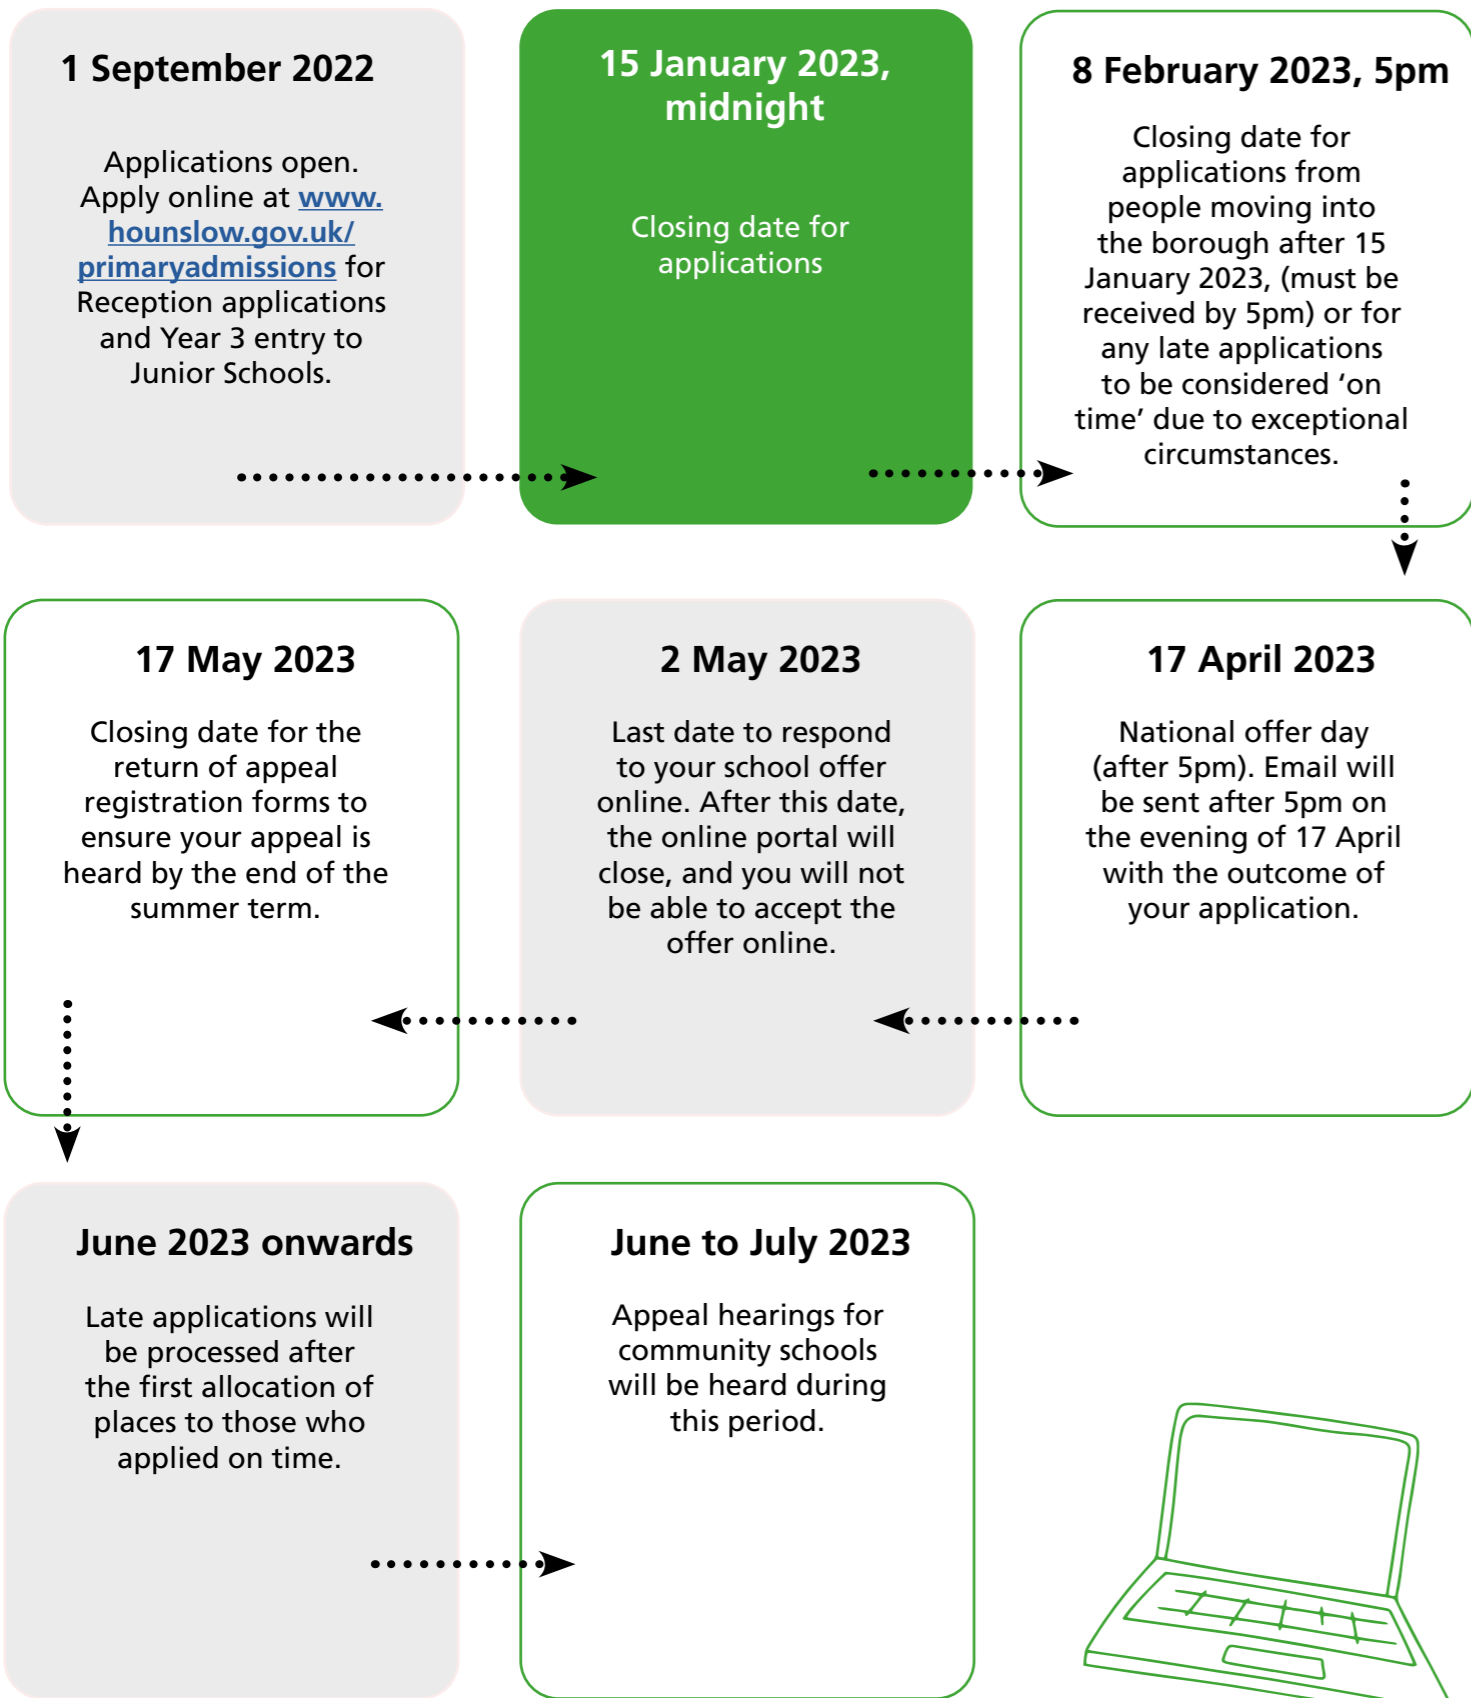 1 September 2022
Applications open.
Apply online at www.
hounslow.gov.uk/
primaryadmissions for
Reception applications
and Year 3 entry to
Junior Schools.
15 January 2023,
midnight
Closing date for
applications
8 February 2023, 5pm
Closing date for
applications from
people moving into
the borough after 15
January 2023, (must be
received by 5pm) or for
any late applications
to be considered ‘on
time’ due to exceptional
circumstances.
17 April 2023
National offer day
(after 5pm). Email will
be sent after 5pm on
the evening of 17 April
with the outcome of
your application.
2 May 2023
Last date to respond
to your school offer
online. After this date,
the online portal will
close, and you will not
be able to accept the
offer online.
17 May 2023
Closing date for the
return of appeal
registration forms to
ensure your appeal is
heard by the end of the
summer term.
June 2023 onwards
Late applications will
be processed after
the first allocation of
places to those who
applied on time.
June to July 2023
Appeal hearings for
community schools
will be heard during
this period.